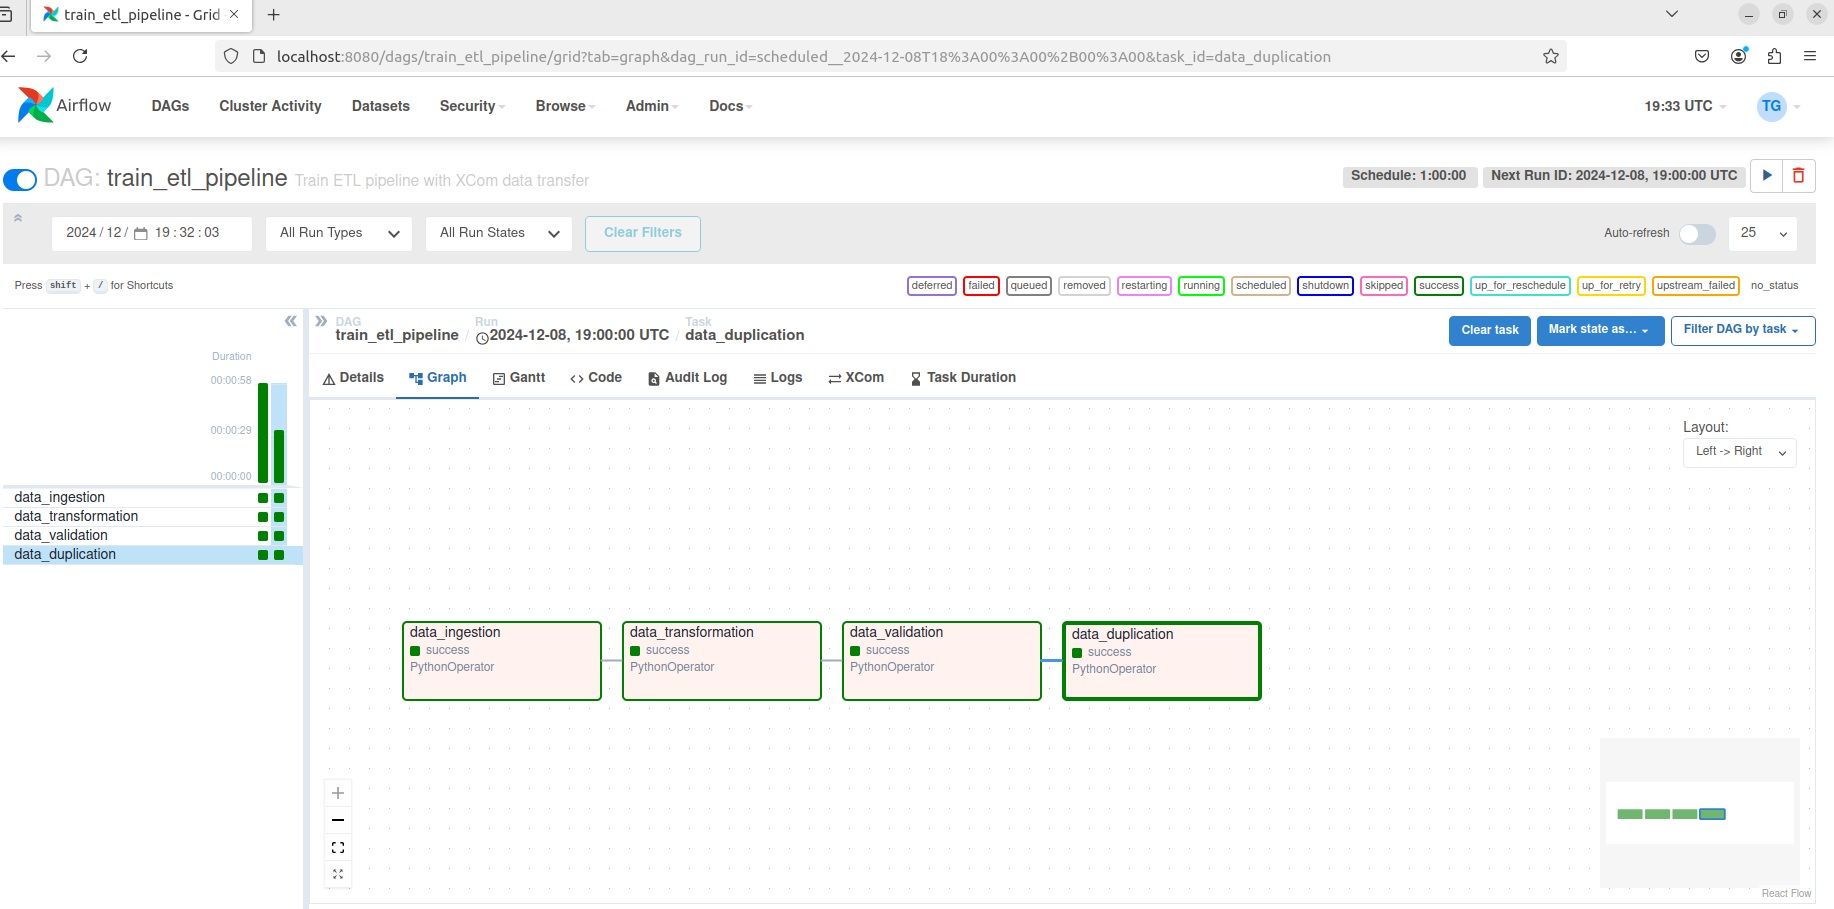 train_etl_pipeline - Grid
localhost:8080/dags/train_etl_pipeline/grid?tab=graph&dag_run_id=scheduled__2024-12-08T18%3A00%3A00%2B00%3A00&task_id=data_duplication
Airflow DAGs Cluster Activity Datasets Security Browse Admin Docs 19:33 UTC TG
DAG: train_etl_pipeline Train ETL pipeline with XCom data transfer Schedule: 1:00:00 Next Run ID: 2024-12-08, 19:00:00 UTC
2024 / 12 / 19 : 32 : 03 All Run Types All Run States Clear Filters Auto-refresh 25
Press shift + / for Shortcuts deferred failed queued removed restarting running scheduled shutdown skipped success up_for_reschedule up_for_retry upstream_failed no_status
DAG Run Task
train_etl_pipeline / 2024-12-08, 19:00:00 UTC / data_duplication Clear task Mark state as... Filter DAG by task
Duration
00:00:58
00:00:29
00:00:00
data_ingestion
data_transformation
data_validation
data_duplication
Details Graph Gantt Code Audit Log Logs XCom Task Duration
Layout:
Left -> Right
data_ingestion
success
PythonOperator
data_transformation
success
PythonOperator
data_validation
success
PythonOperator
data_duplication
success
PythonOperator
React Flow